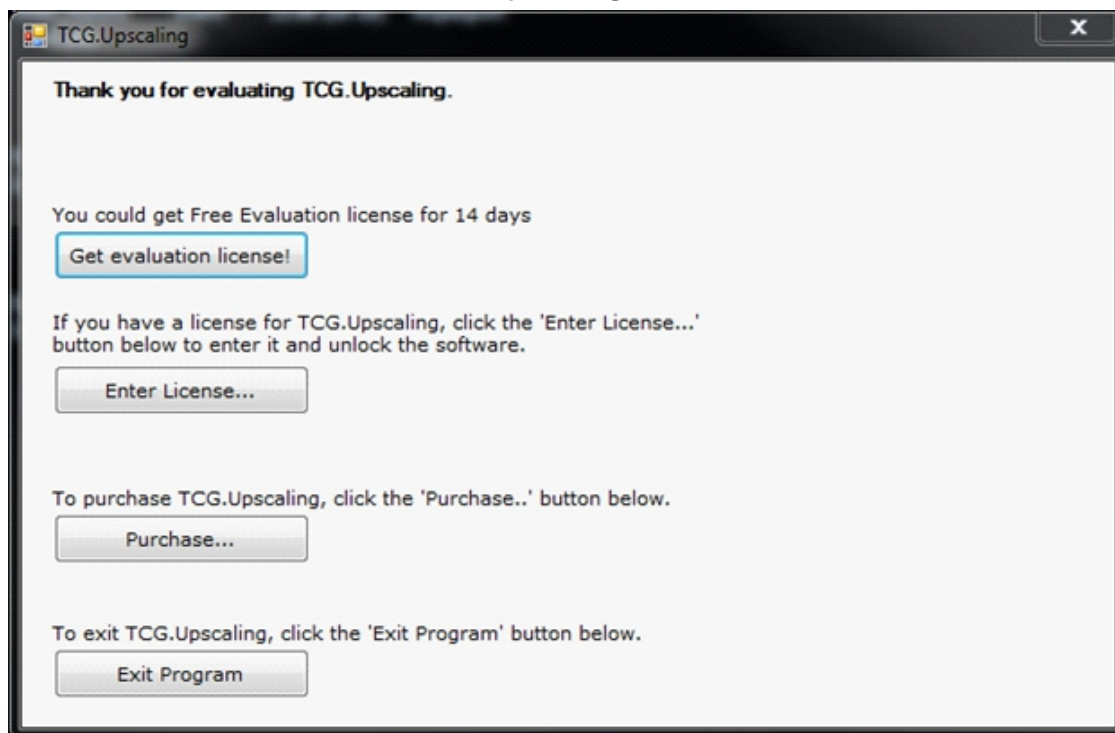 TCG.Upscaling
x
Thank you for evaluating TCG.Upscaling.
You could get Free Evaluation license for 14 days
Get evaluation license!
If you have a license for TCG.Upscaling, click the 'Enter License...'
button below to enter it and unlock the software.
Enter License...
To purchase TCG.Upscaling, click the 'Purchase..' button below.
Purchase...
To exit TCG.Upscaling, click the 'Exit Program' button below.
Exit Program